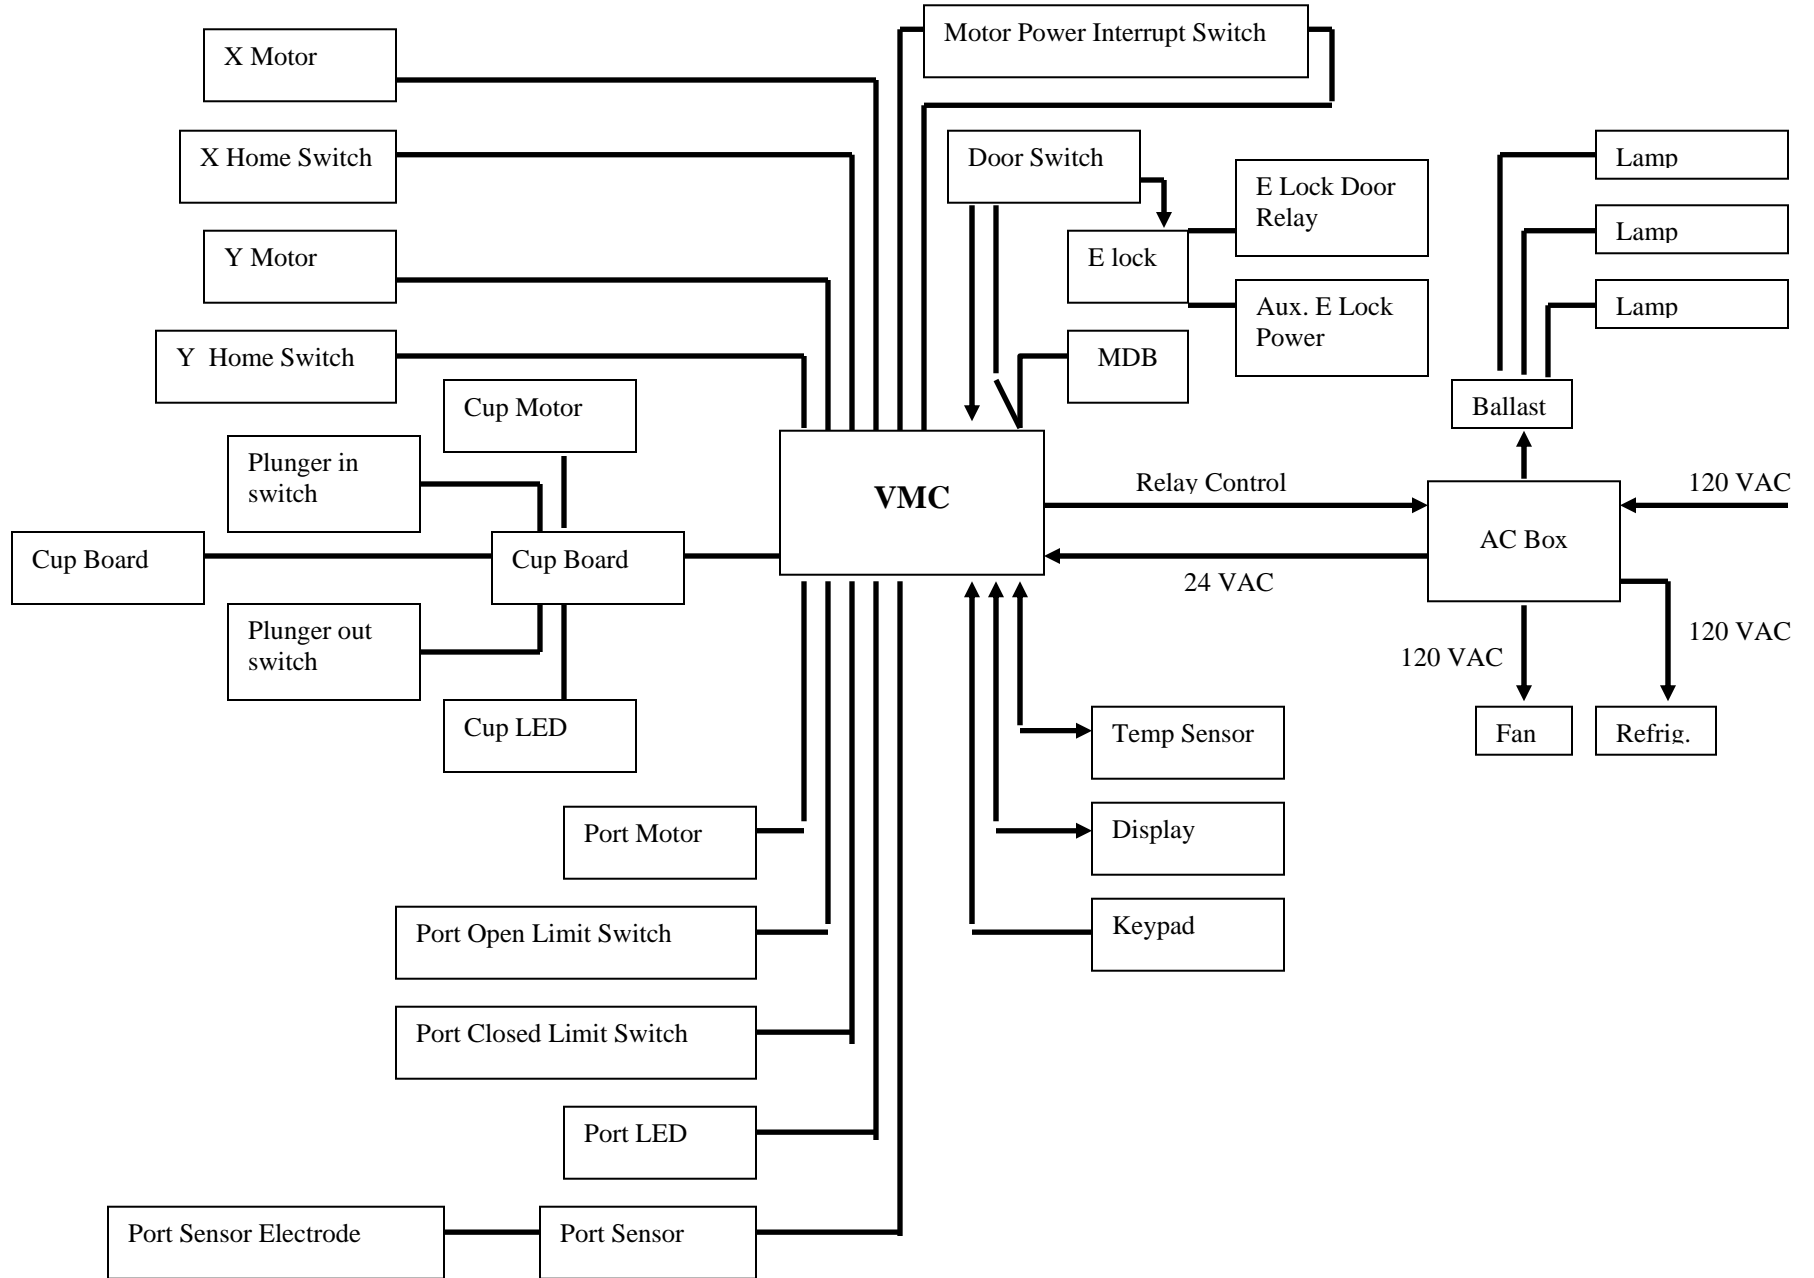 Motor Power Interrupt Switch
X Motor
X Home Switch
Door Switch
Lamp
E Lock Door
Relay
Lamp
Y Motor
E lock
Aux. E Lock
Power
Lamp
Y  Home Switch
MDB
Cup Motor
Ballast
Plunger in
switch
VMC
Relay Control
120 VAC
AC Box
Cup Board
Cup Board
24 VAC
Plunger out
switch
120 VAC
120 VAC
Cup LED
Temp Sensor
Fan
Refrig.
Port Motor
Display
Port Open Limit Switch
Keypad
Port Closed Limit Switch
Port LED
Port Sensor Electrode
Port Sensor